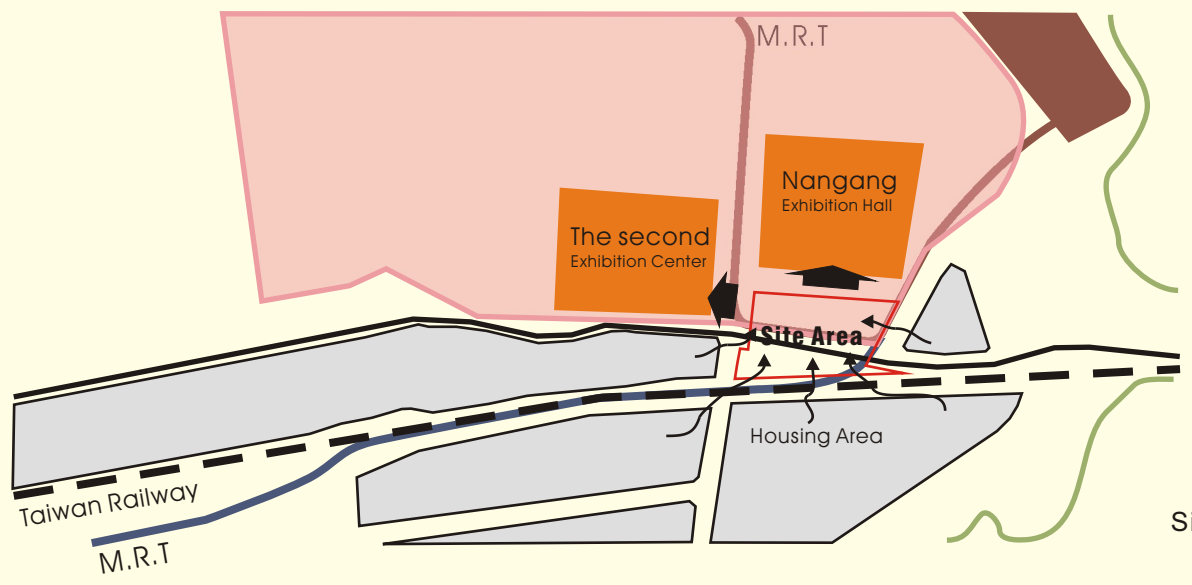 M.R.T
Nangang
Exhibition Hall
The second
Exhibition Center
Site Area
Housing Area
Taiwan Railway
M.R.T